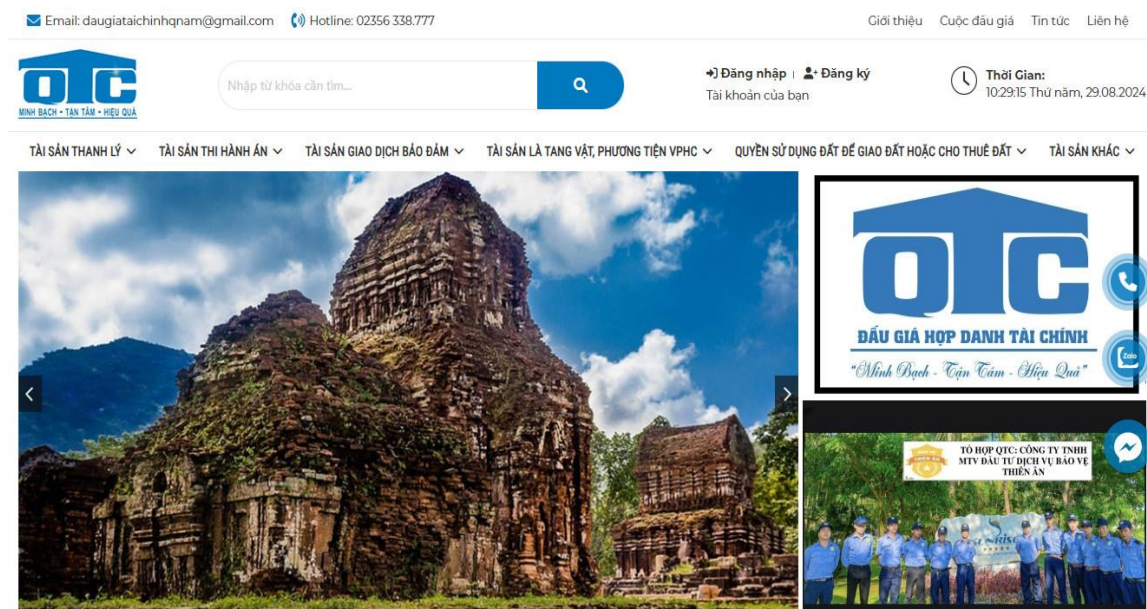 Email: daugiataichinhqnam@gmail.com
Hotline: 02356 338.777
Giới thiệu Cuộc đấu giá Tin tức Liên hệ
QTC
MINH BẠCH • TẬN TÂM • HIỆU QUẢ
Nhập từ khóa cần tìm...
Đăng nhập | Đăng ký
Tài khoản của bạn
Thời Gian:
10:29:15 Thứ năm, 29.08.2024
TÀI SẢN THANH LÝ TÀI SẢN THI HÀNH ÁN TÀI SẢN GIAO DỊCH BẢO ĐẢM TÀI SẢN LÀ TANG VẬT, PHƯƠNG TIỆN VPHC QUYỀN SỬ DỤNG ĐẤT ĐỂ GIAO ĐẤT HOẶC CHO THUÊ ĐẤT TÀI SẢN KHÁC
QTC
ĐẤU GIÁ HỢP DANH TÀI CHÍNH
"Minh Bạch - Tận Tâm - Hiệu Quả"
Zalo
TỔ HỢP QTC: CÔNG TY TNHH
MTV ĐẦU TƯ DỊCH VỤ BẢO VỆ
THIÊN ÂN